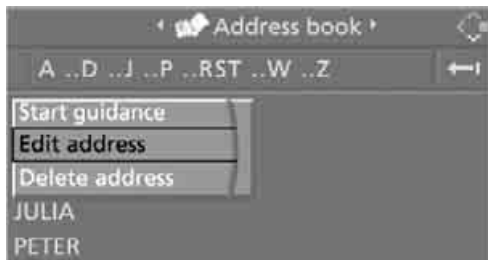 Address book
A ..D ..J ..P ..RST ..W ..Z
Start guidance
Edit address
Delete address
JULIA
PETER